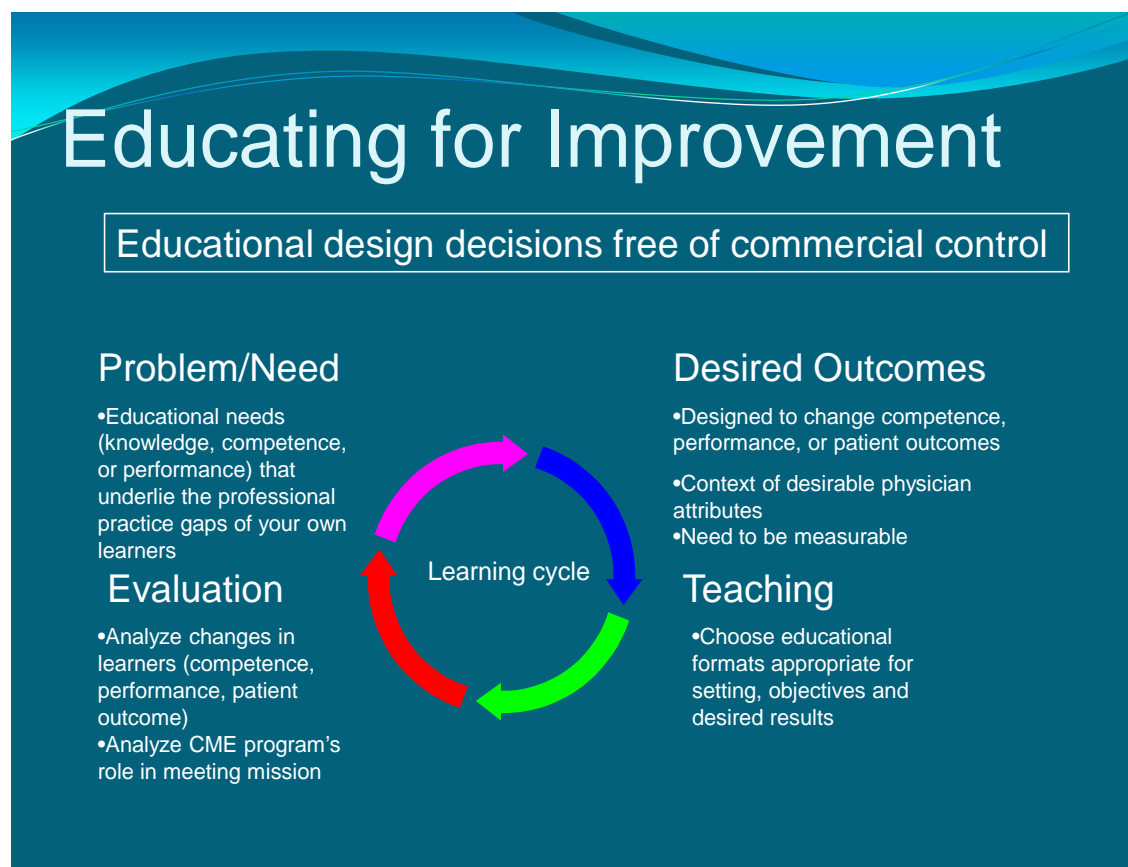 Educating for Improvement
Educational design decisions free of commercial control
Problem/Need
•Educational needs
(knowledge, competence,
or performance) that
underlie the professional
practice gaps of your own
learners
Desired Outcomes
•Designed to change competence,
performance, or patient outcomes
•Context of desirable physician
attributes
•Need to be measurable
Learning cycle
Evaluation
•Analyze changes in
learners (competence,
performance, patient
outcome)
•Analyze CME program’s
role in meeting mission
Teaching
•Choose educational
formats appropriate for
setting, objectives and
desired results